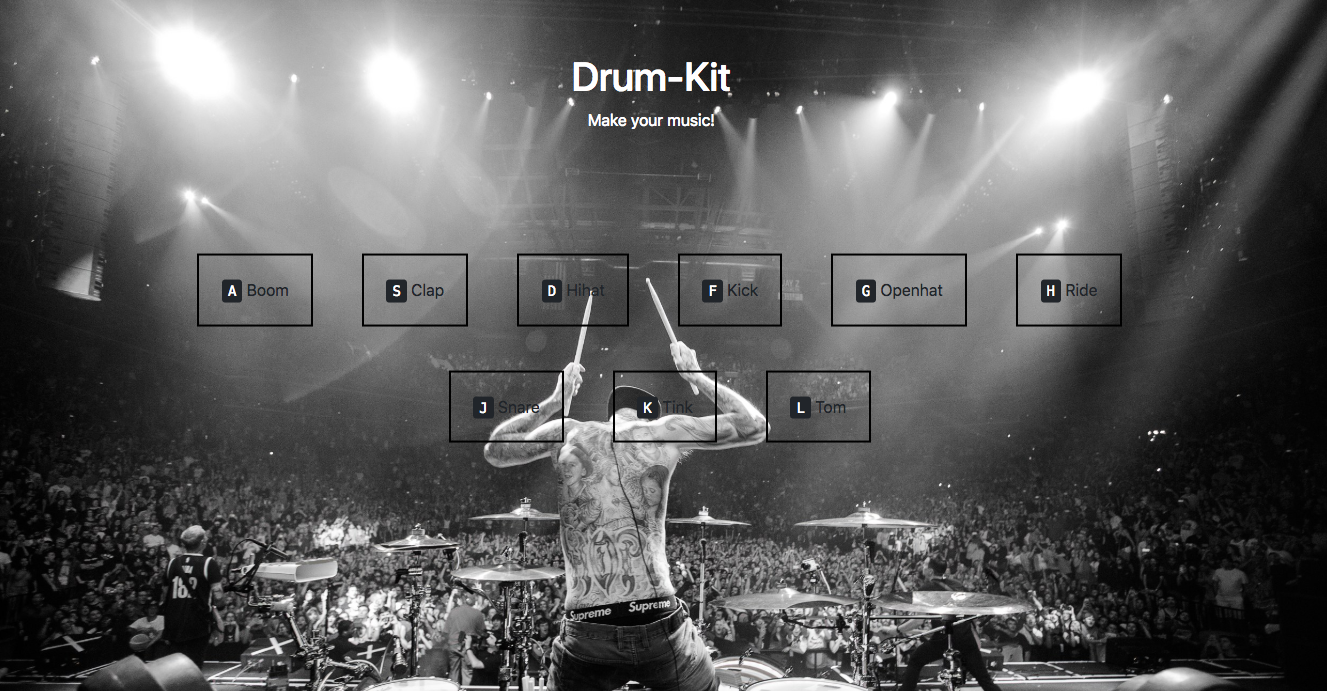 Drum-Kit
Make your music!
A Boom
S Clap
D Hihat
F Kick
G Openhat
H Ride
J Snare
K Tink
L Tom
Supreme Supreme